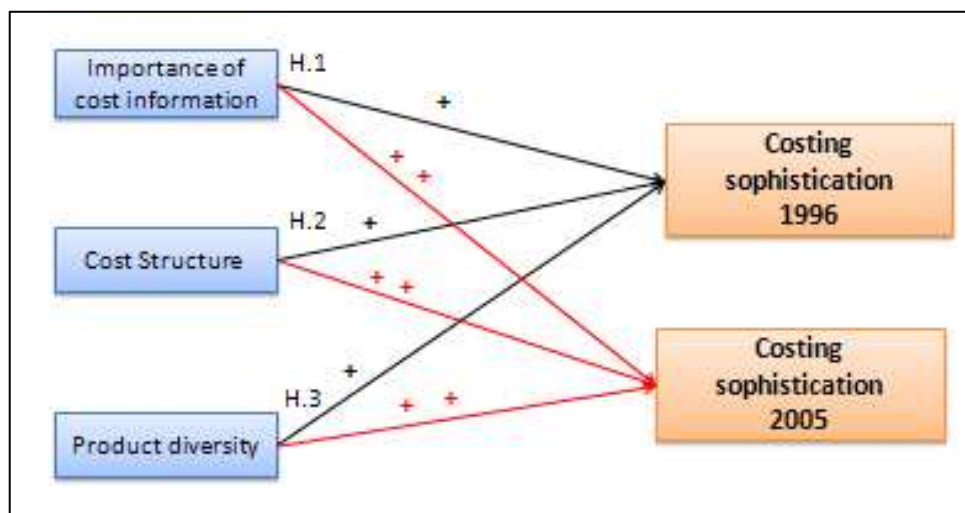 Importance of
cost information
H.1
+
+ +
Costing
sophistication
1996
Cost Structure
H.2
+
+ +
Costing
sophistication
2005
Product diversity
H.3
+
+ +